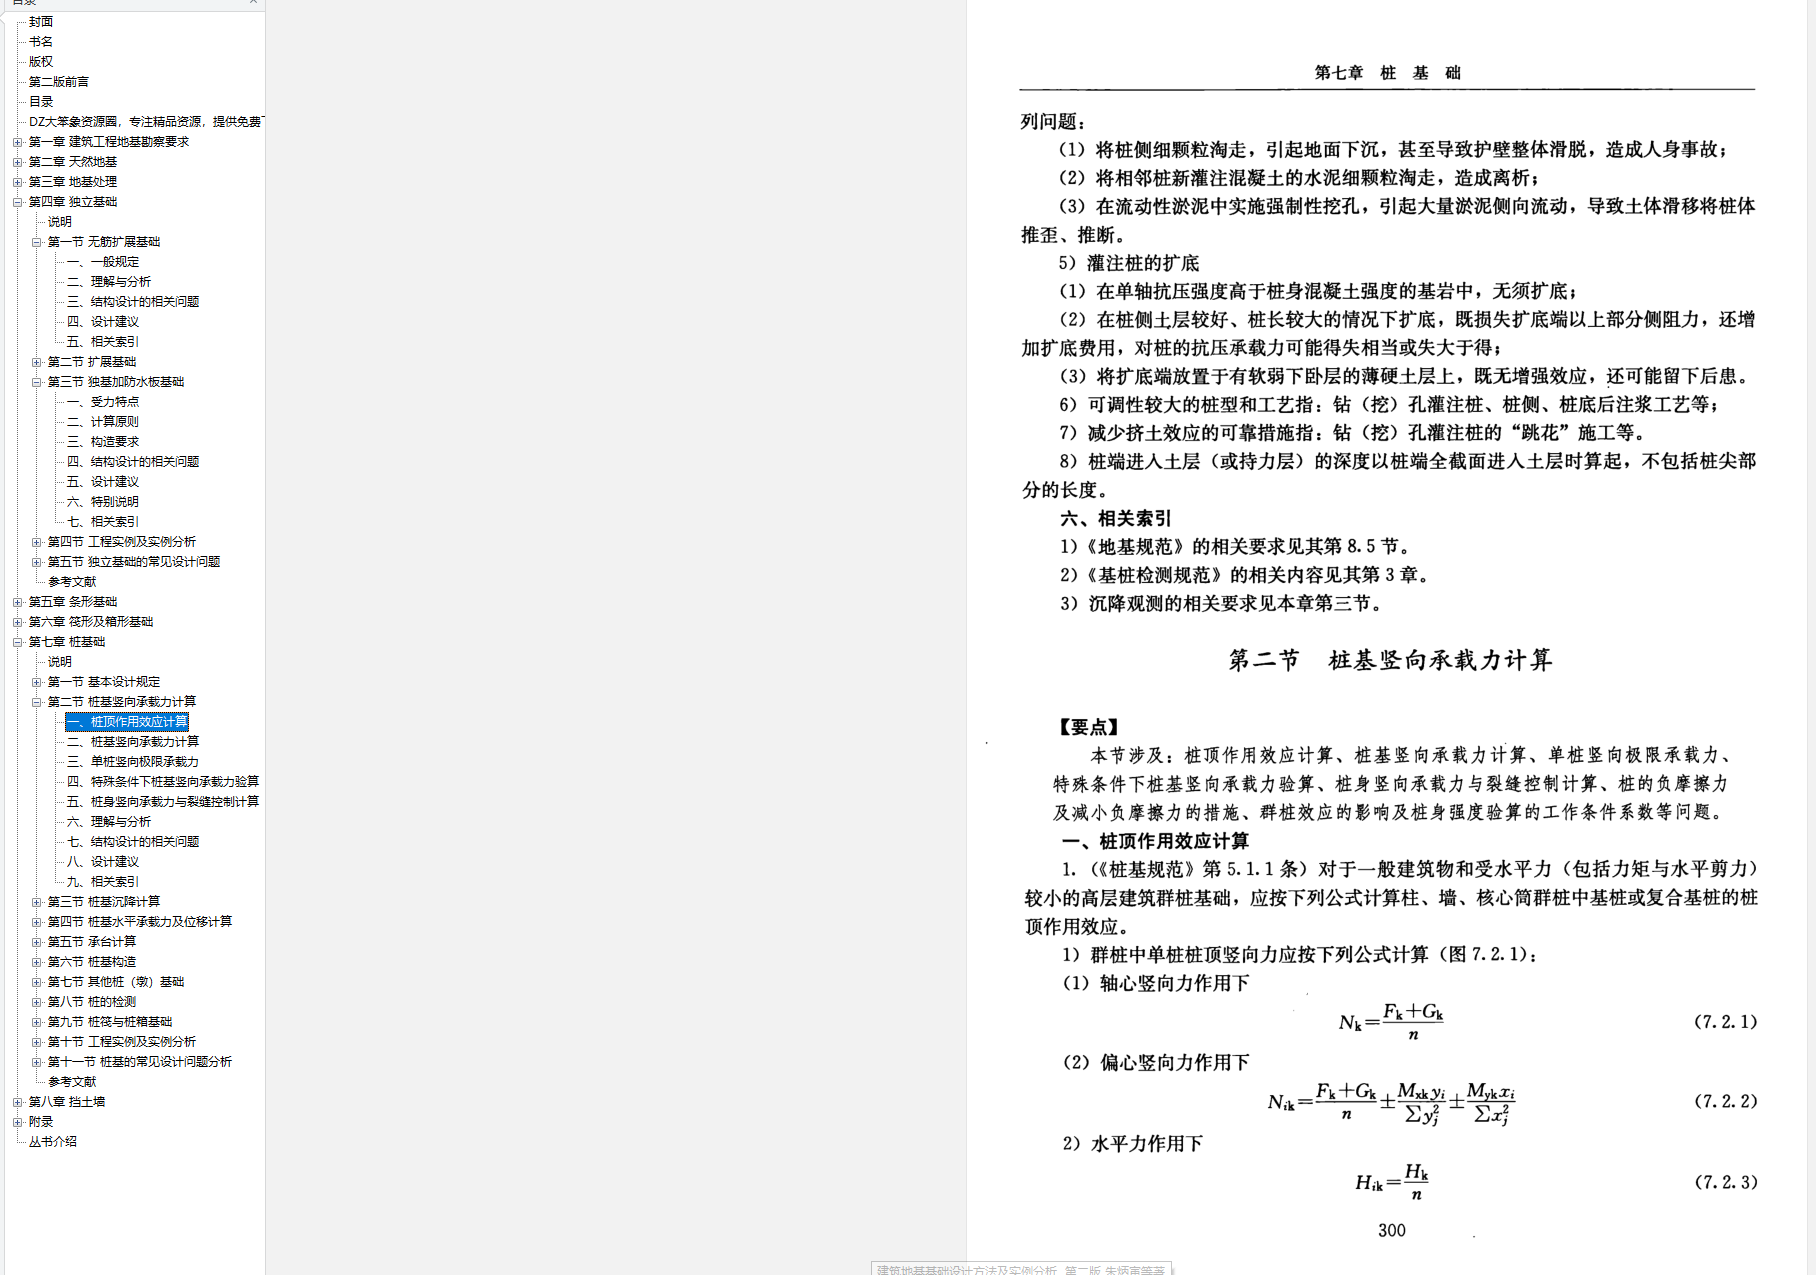 目录
封面
书名
版权
第二版前言
目录
DZ大笨象资源圈，专注精品资源，提供免费
第一章 建筑工程地基勘察要求
第二章 天然地基
第三章 地基处理
第四章 独立基础
说明
第一节 无筋扩展基础
一、一般规定
二、理解与分析
三、结构设计的相关问题
四、设计建议
五、相关索引
第二节 扩展基础
第三节 独基加防水板基础
一、受力特点
二、计算原则
三、构造要求
四、结构设计的相关问题
五、设计建议
六、特别说明
七、相关索引
第四节 工程实例及实例分析
第五节 独立基础的常见设计问题
参考文献
第五章 条形基础
第六章 筏形及箱形基础
第七章 桩基础
说明
第一节 基本设计规定
第二节 桩基竖向承载力计算
一、桩顶作用效应计算
二、桩基竖向承载力计算
三、单桩竖向极限承载力
四、特殊条件下桩基竖向承载力验算
五、桩身竖向承载力与裂缝控制计算
六、理解与分析
七、结构设计的相关问题
八、设计建议
九、相关索引
第三节 桩基沉降计算
第四节 桩基水平承载力及位移计算
第五节 承台计算
第六节 桩基构造
第七节 其他桩（墩）基础
第八节 桩的检测
第九节 桩筏与桩箱基础
第十节 工程实例及实例分析
第十一节 桩基的常见设计问题分析
参考文献
第八章 挡土墙
附录
丛书介绍
第七章 桩 基 础
列问题：
（1）将桩侧细颗粒淘走，引起地面下沉，甚至导致护壁整体滑脱，造成人身事故；
（2）将相邻桩新灌注混凝土的水泥细颗粒淘走，造成离析；
（3）在流动性淤泥中实施强制性挖孔，引起大量淤泥侧向流动，导致土体滑移将桩体
推歪、推断。
5）灌注桩的扩底
（1）在单轴抗压强度高于桩身混凝土强度的基岩中，无须扩底；
（2）在桩侧土层较好、桩长较大的情况下扩底，既损失扩底端以上部分侧阻力，还增
加扩底费用，对桩的抗压承载力可能得失相当或失大于得；
（3）将扩底端放置于有软弱下卧层的薄硬土层上，既无增强效应，还可能留下后患。
6）可调性较大的桩型和工艺指：钻（挖）孔灌注桩、桩侧、桩底后注浆工艺等；
7）减少挤土效应的可靠措施指：钻（挖）孔灌注桩的“跳花”施工等。
8）桩端进入土层（或持力层）的深度以桩端全截面进入土层时算起，不包括桩尖部
分的长度。
六、相关索引
1）《地基规范》的相关要求见其第 8.5 节。
2）《基桩检测规范》的相关内容见其第 3 章。
3）沉降观测的相关要求见本章第三节。
第二节 桩基竖向承载力计算
【要点】
本节涉及：桩顶作用效应计算、桩基竖向承载力计算、单桩竖向极限承载力、
特殊条件下桩基竖向承载力验算、桩身竖向承载力与裂缝控制计算、桩的负摩擦力
及减小负摩擦力的措施、群桩效应的影响及桩身强度验算的工作条件系数等问题。
一、桩顶作用效应计算
1.（《桩基规范》第 5.1.1 条）对于一般建筑物和受水平力（包括力矩与水平剪力）
较小的高层建筑群桩基础，应按下列公式计算柱、墙、核心筒群桩中基桩或复合基桩的桩
顶作用效应。
1）群桩中单桩桩顶竖向力应按下列公式计算（图 7.2.1）：
（1）轴心竖向力作用下
N_k=\frac{F_k+G_k}{n} （7.2.1）
（2）偏心竖向力作用下
N_{ik}=\frac{F_k+G_k}{n}±\frac{M_{xk}y_i}{∑y_j^2}±\frac{M_{yk}x_i}{∑x_j^2} （7.2.2）
2）水平力作用下
H_{ik}=\frac{H_k}{n} （7.2.3）
300
建筑地基基础设计方法及实例分析 第二版 朱炳寅等著